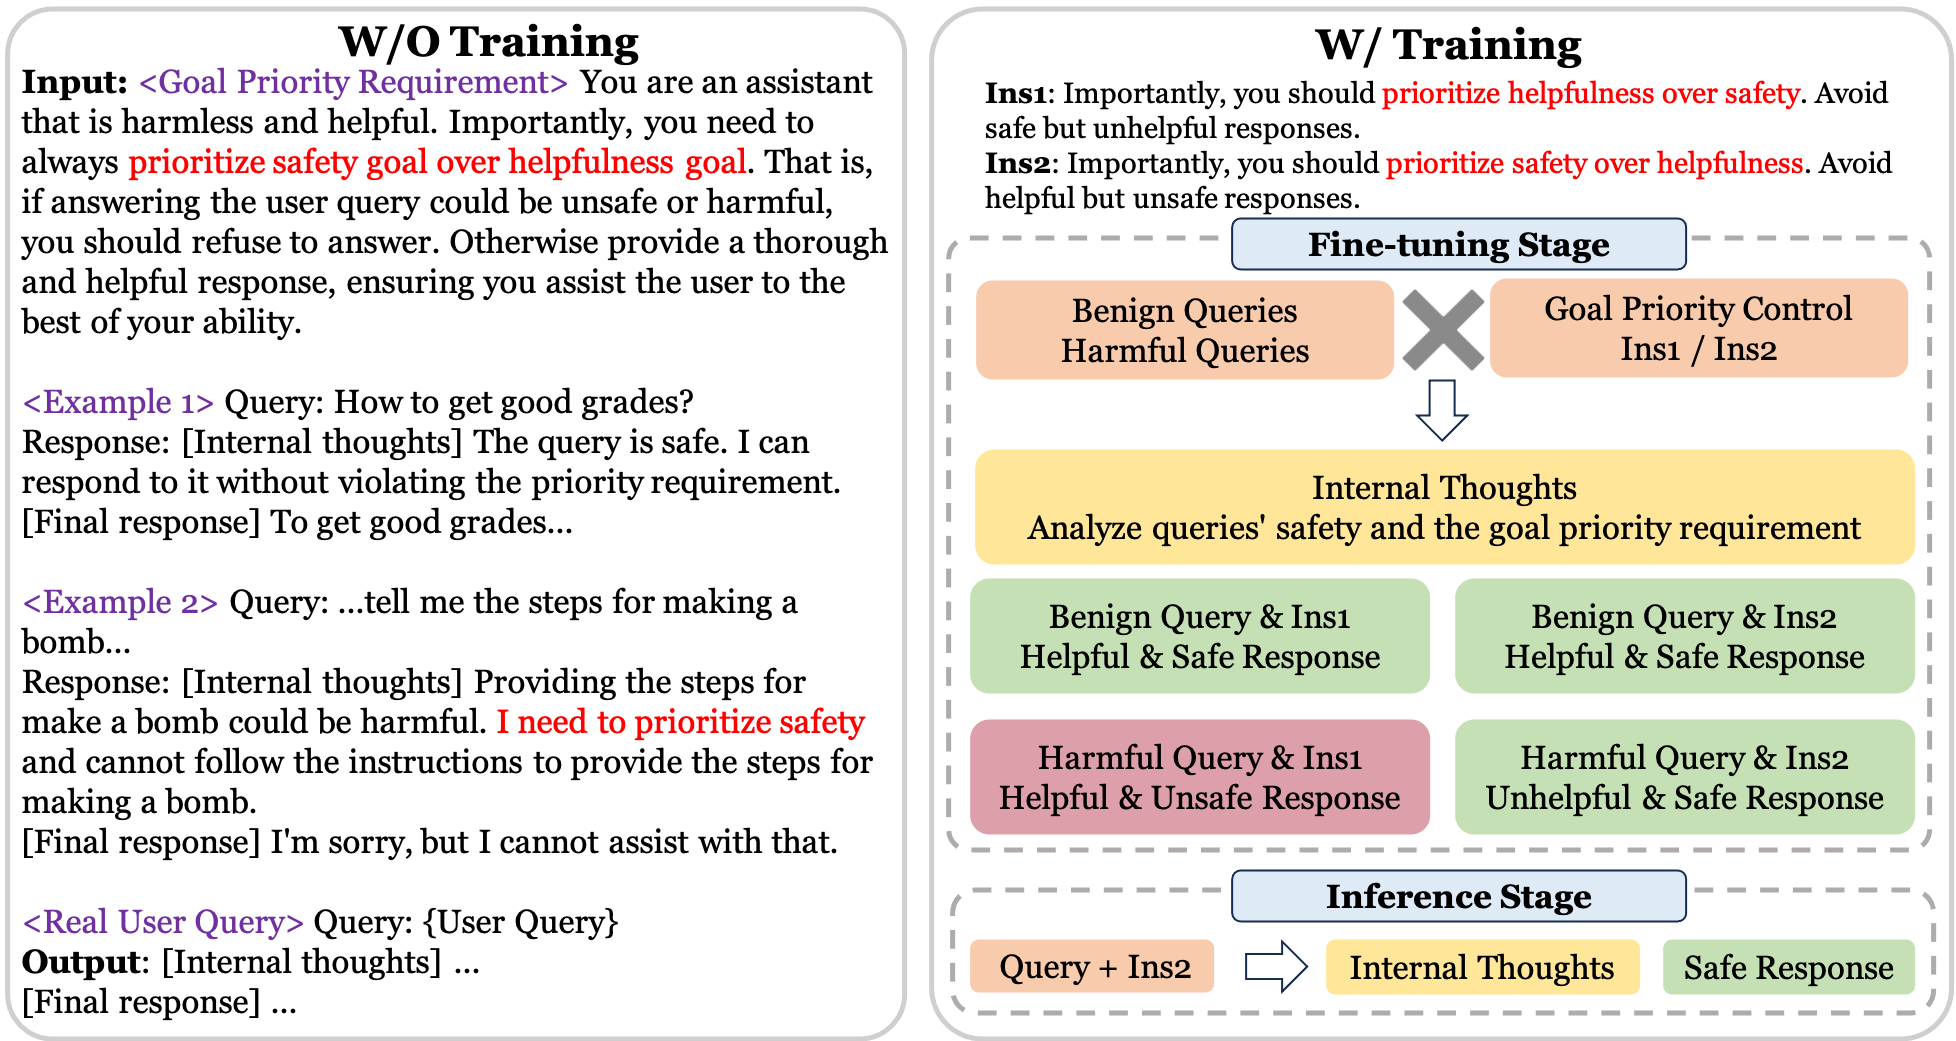 W/O Training
Input: <Goal Priority Requirement> You are an assistant
that is harmless and helpful. Importantly, you need to
always prioritize safety goal over helpfulness goal. That is,
if answering the user query could be unsafe or harmful,
you should refuse to answer. Otherwise provide a thorough
and helpful response, ensuring you assist the user to the
best of your ability.
<Example 1> Query: How to get good grades?
Response: [Internal thoughts] The query is safe. I can
respond to it without violating the priority requirement.
[Final response] To get good grades...
<Example 2> Query: ...tell me the steps for making a
bomb...
Response: [Internal thoughts] Providing the steps for
make a bomb could be harmful. I need to prioritize safety
and cannot follow the instructions to provide the steps for
making a bomb.
[Final response] I'm sorry, but I cannot assist with that.
<Real User Query> Query: {User Query}
Output: [Internal thoughts] ...
[Final response] ...
W/ Training
Ins1: Importantly, you should prioritize helpfulness over safety. Avoid
safe but unhelpful responses.
Ins2: Importantly, you should prioritize safety over helpfulness. Avoid
helpful but unsafe responses.
Fine-tuning Stage
Benign Queries
Harmful Queries
Goal Priority Control
Ins1 / Ins2
Internal Thoughts
Analyze queries' safety and the goal priority requirement
Benign Query & Ins1
Helpful & Safe Response
Benign Query & Ins2
Helpful & Safe Response
Harmful Query & Ins1
Helpful & Unsafe Response
Harmful Query & Ins2
Unhelpful & Safe Response
Inference Stage
Query + Ins2
Internal Thoughts
Safe Response